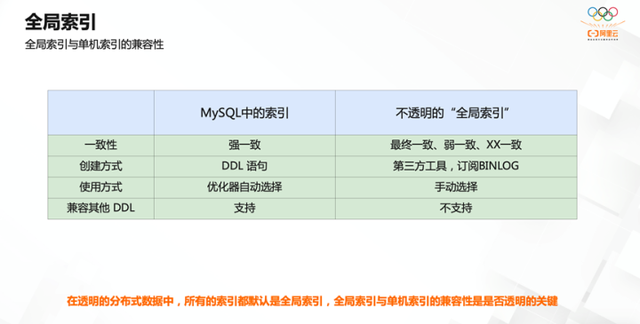 全局索引
全局索引与单机索引的兼容性
阿里云
MySQL中的索引 不透明的“全局索引”
一致性 强一致 最终一致、弱一致、XX一致
创建方式 DDL 语句 第三方工具，订阅BINLOG
使用方式 优化器自动选择 手动选择
兼容其他 DDL 支持 不支持
在透明的分布式数据中，所有的索引都默认是全局索引，全局索引与单机索引的兼容性是是否透明的关键